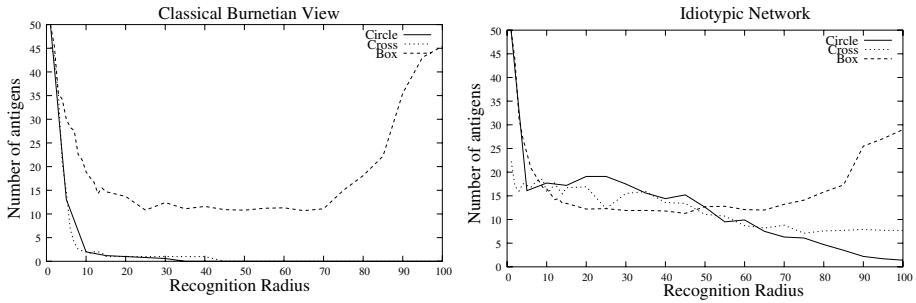 Classical Burnetian View
Number of antigens
50
45
40
35
30
25
20
15
10
5
0
Circle
Cross
Box
0 10 20 30 40 50 60 70 80 90 100
Recognition Radius
Idiotypic Network
Number of antigens
50
45
40
35
30
25
20
15
10
5
0
Circle
Cross
Box
0 10 20 30 40 50 60 70 80 90 100
Recognition Radius